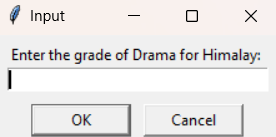 Input
Enter the grade of Drama for Himalay:
OK
Cancel